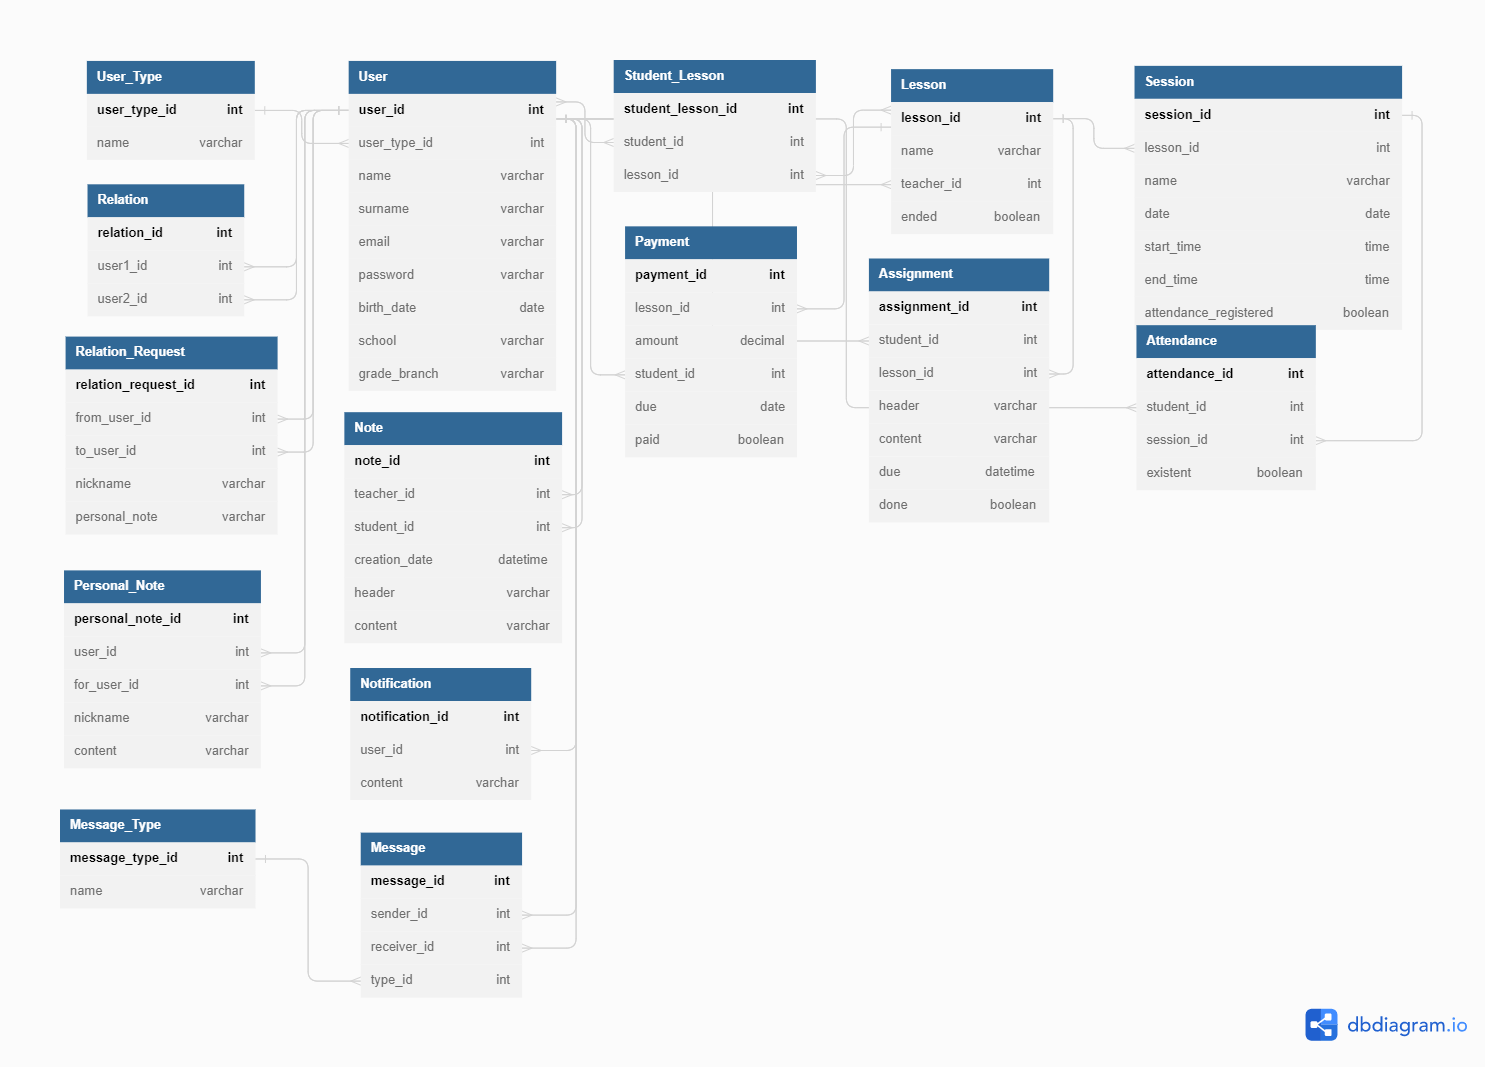 User_Type
user_type_id int
name varchar
Relation
relation_id int
user1_id int
user2_id int
Relation_Request
relation_request_id int
from_user_id int
to_user_id int
nickname varchar
personal_note varchar
Personal_Note
personal_note_id int
user_id int
for_user_id int
nickname varchar
content varchar
Message_Type
message_type_id int
name varchar
User
user_id int
user_type_id int
name varchar
surname varchar
email varchar
password varchar
birth_date date
school varchar
grade_branch varchar
Note
note_id int
teacher_id int
student_id int
creation_date datetime
header varchar
content varchar
Notification
notification_id int
user_id int
content varchar
Message
message_id int
sender_id int
receiver_id int
type_id int
Student_Lesson
student_lesson_id int
student_id int
lesson_id int
Payment
payment_id int
lesson_id int
amount decimal
student_id int
due date
paid boolean
Lesson
lesson_id int
name varchar
teacher_id int
ended boolean
Assignment
assignment_id int
student_id int
lesson_id int
header varchar
content varchar
due datetime
done boolean
Session
session_id int
lesson_id int
name varchar
date date
start_time time
end_time time
attendance_registered boolean
Attendance
attendance_id int
student_id int
session_id int
existent boolean
dbdiagram.io